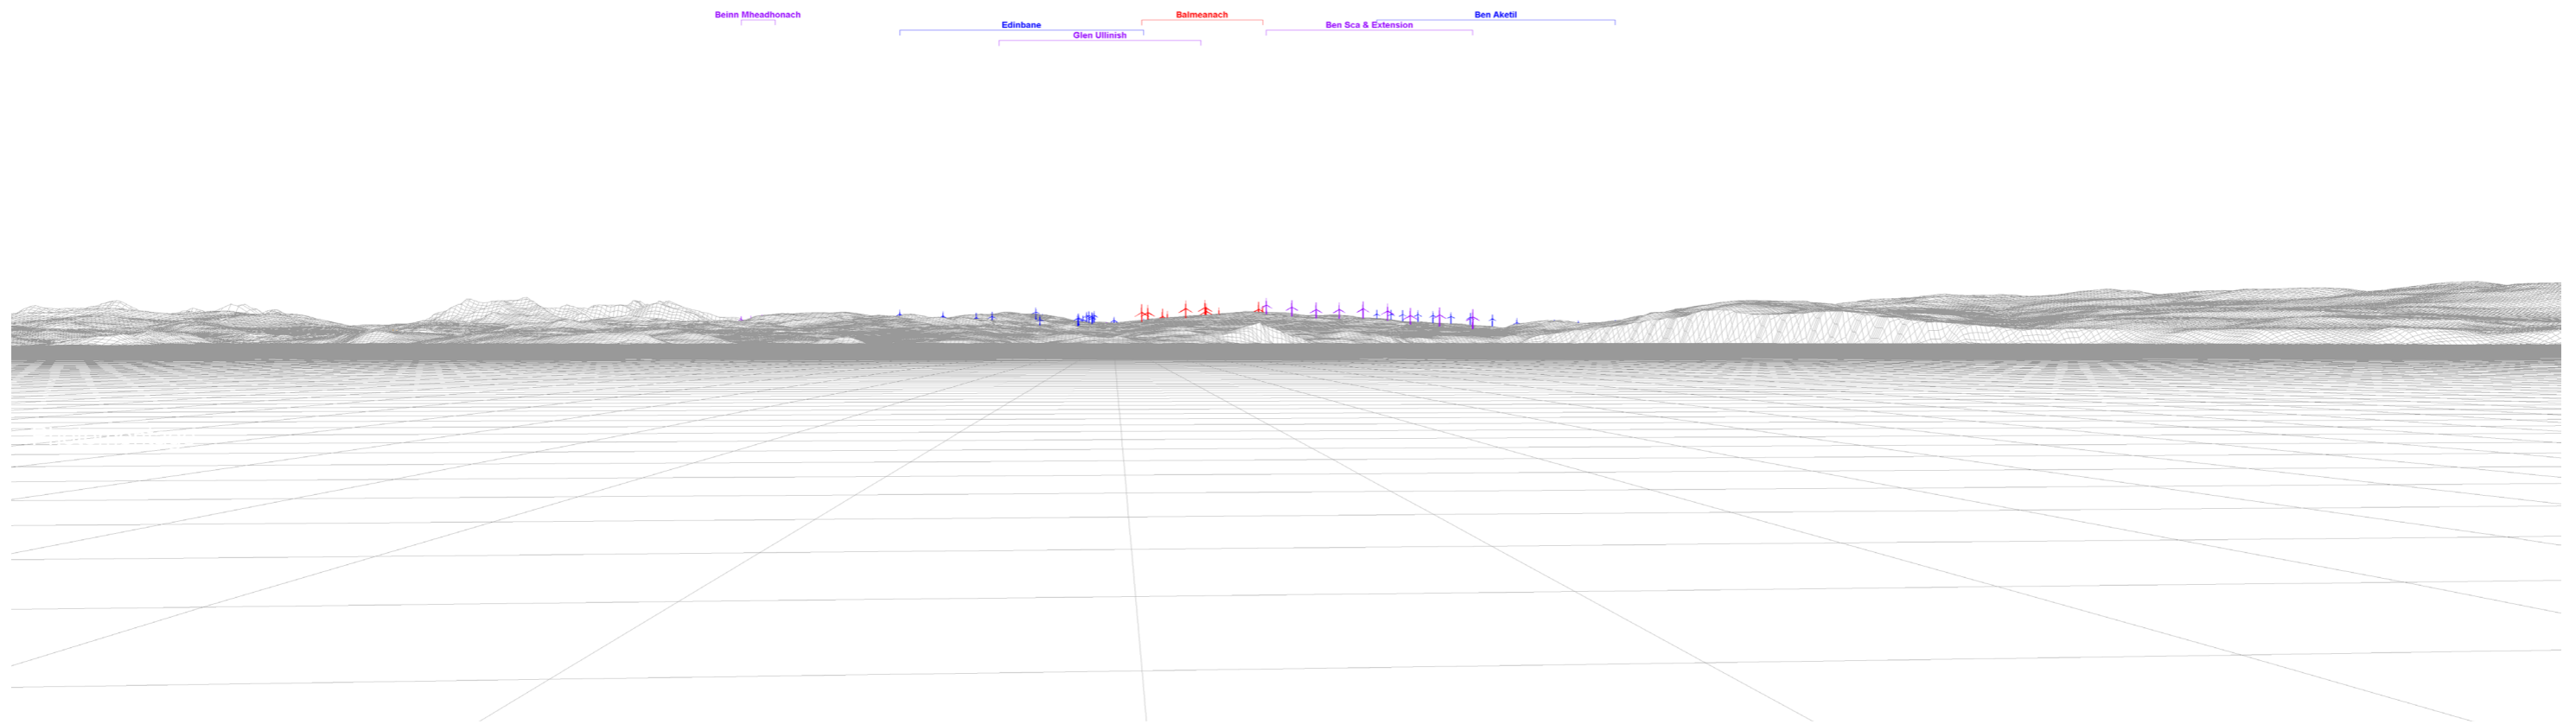 Beinn Mheadhonach
Balmeanach
Ben Aketil
Edinbane
Ben Sca & Extension
Glen Ullinish